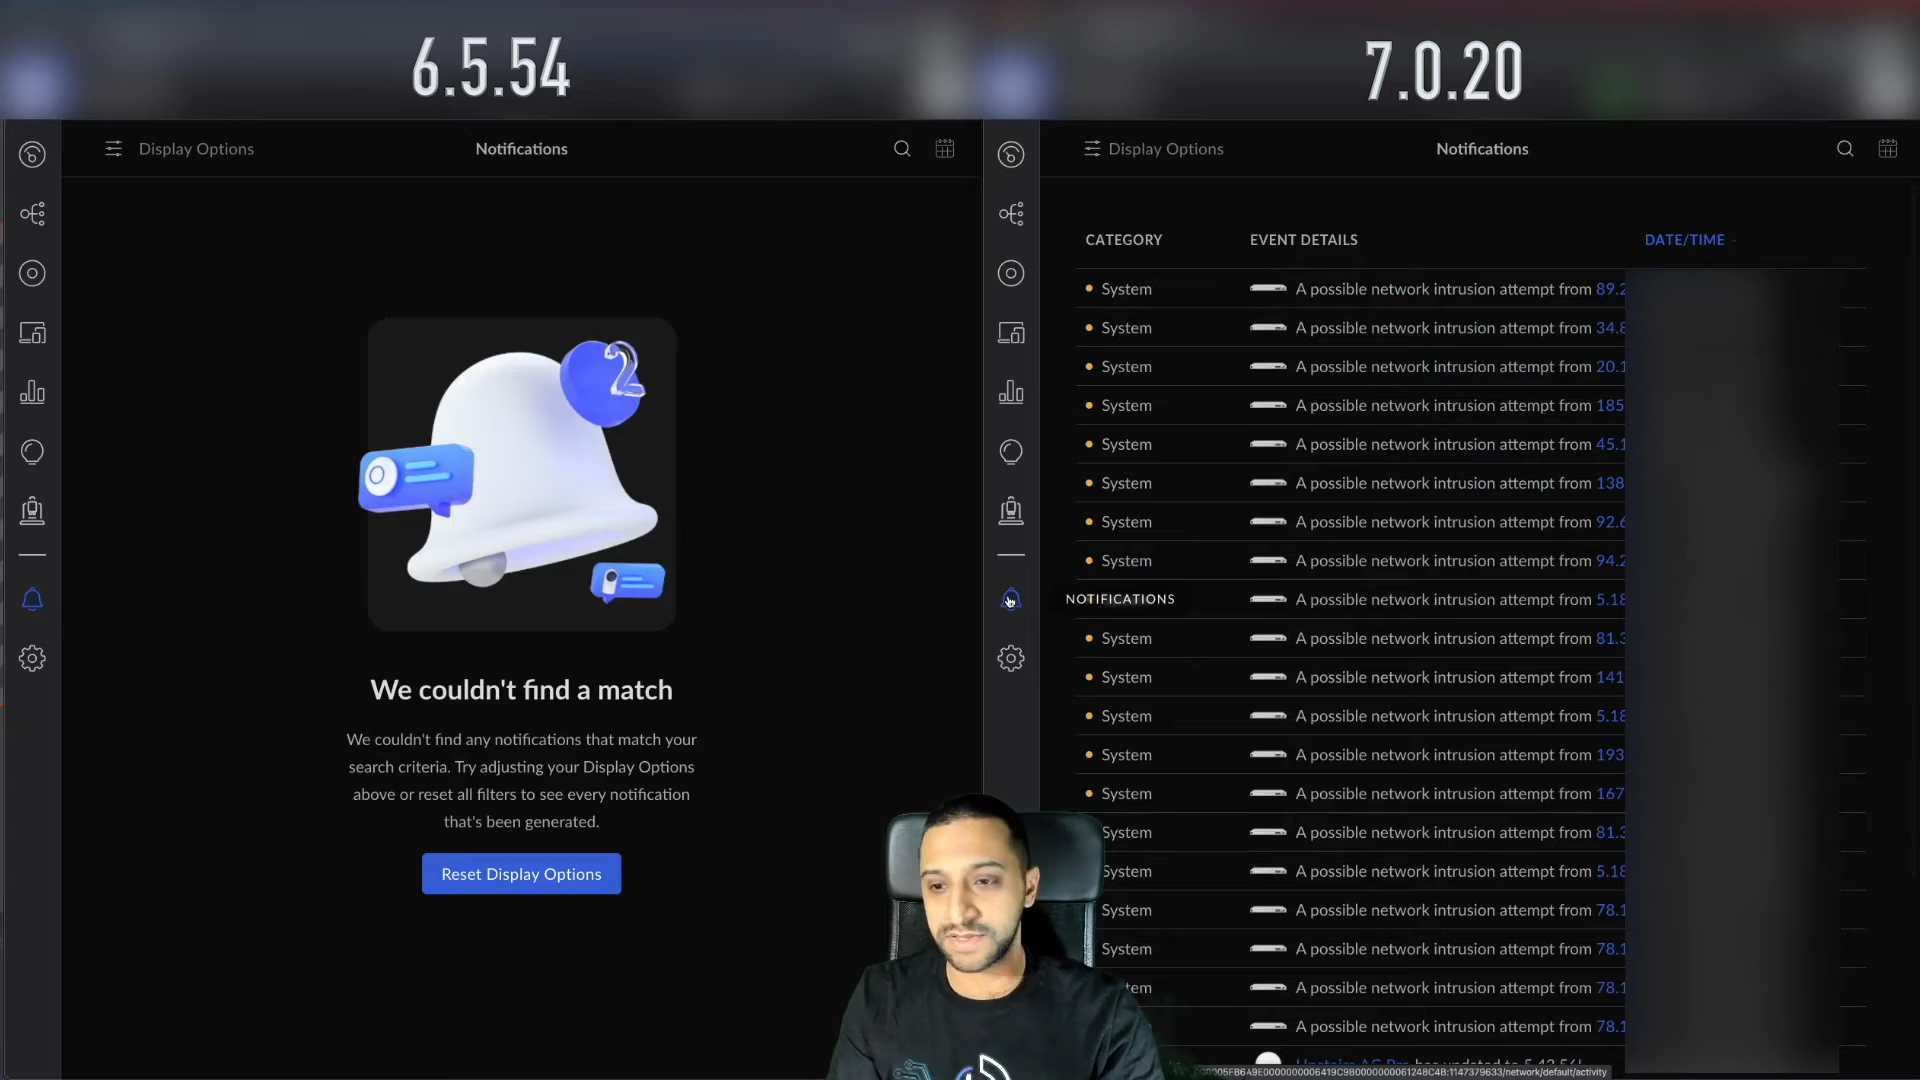 6.5.54
7.0.20
Display Options
Notifications
Display Options
Notifications
2
We couldn't find a match
We couldn't find any notifications that match your
search criteria. Try adjusting your Display Options
above or reset all filters to see every notification
that's been generated.
Reset Display Options
CATEGORY EVENT DETAILS DATE/TIME
System A possible network intrusion attempt from 89.2
System A possible network intrusion attempt from 34.8
System A possible network intrusion attempt from 20.1
System A possible network intrusion attempt from 185
System A possible network intrusion attempt from 45.1
System A possible network intrusion attempt from 138
System A possible network intrusion attempt from 92.6
System A possible network intrusion attempt from 94.2
NOTIFICATIONS A possible network intrusion attempt from 5.18
System A possible network intrusion attempt from 81.3
System A possible network intrusion attempt from 141
System A possible network intrusion attempt from 5.18
System A possible network intrusion attempt from 193
System A possible network intrusion attempt from 167
System A possible network intrusion attempt from 81.3
System A possible network intrusion attempt from 5.18
System A possible network intrusion attempt from 78.1
System A possible network intrusion attempt from 78.1
tem A possible network intrusion attempt from 78.1
A possible network intrusion attempt from 78.1
has updated to